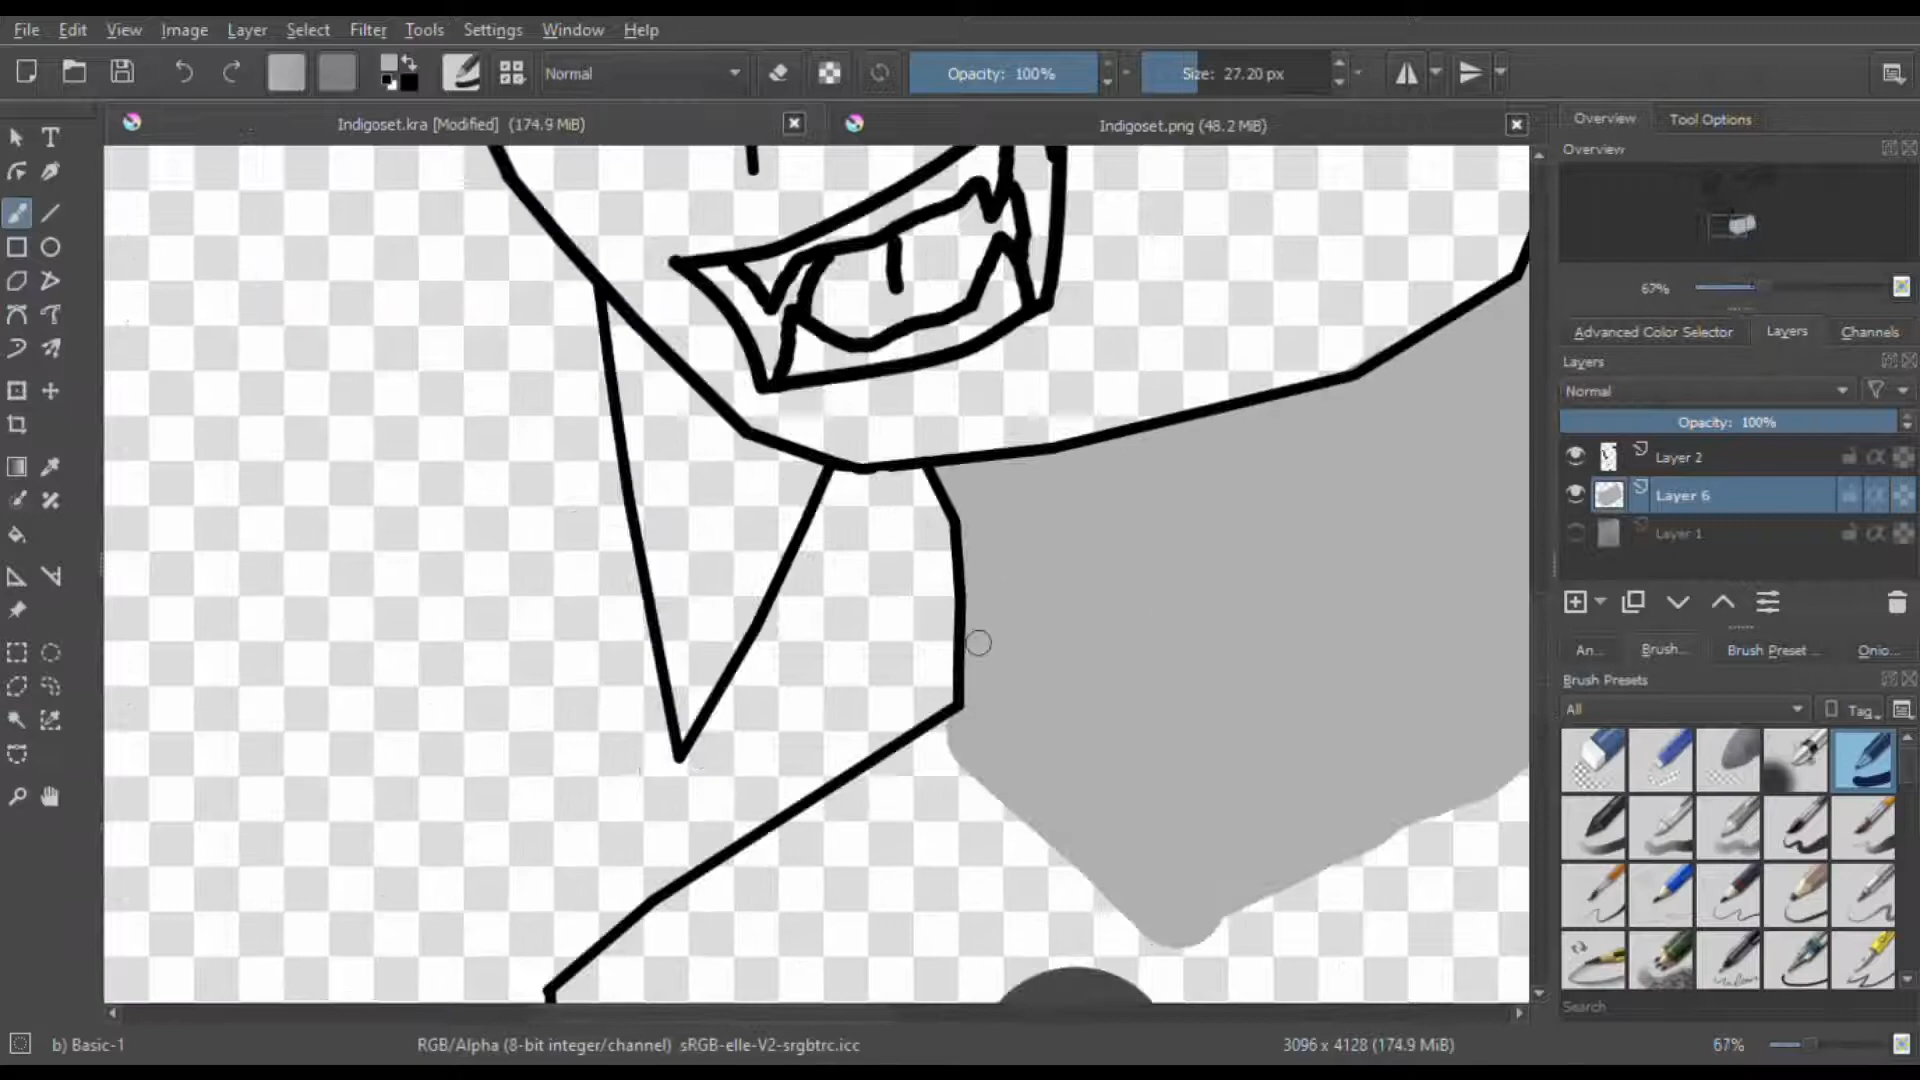 File Edit View Image Layer Select Filter Tools Settings Window Help
Normal Opacity: 100% Size: 27.20 px
Indigoset.kra [Modified] (174.9 MiB) Indigoset.png (48.2 MiB)
Overview Tool Options
Overview
67%
Advanced Color Selector Layers Channels
Layers
Normal
Opacity: 100%
Layer 2
Layer 6
Layer 1
An... Brush... Brush Preset ... Onio...
Brush Presets
All Tag
Search
b) Basic-1 RGB/Alpha (8-bit integer/channel) sRGB-elle-V2-srgbtrc.icc 3096 x 4128 (174.9 MiB) 67%